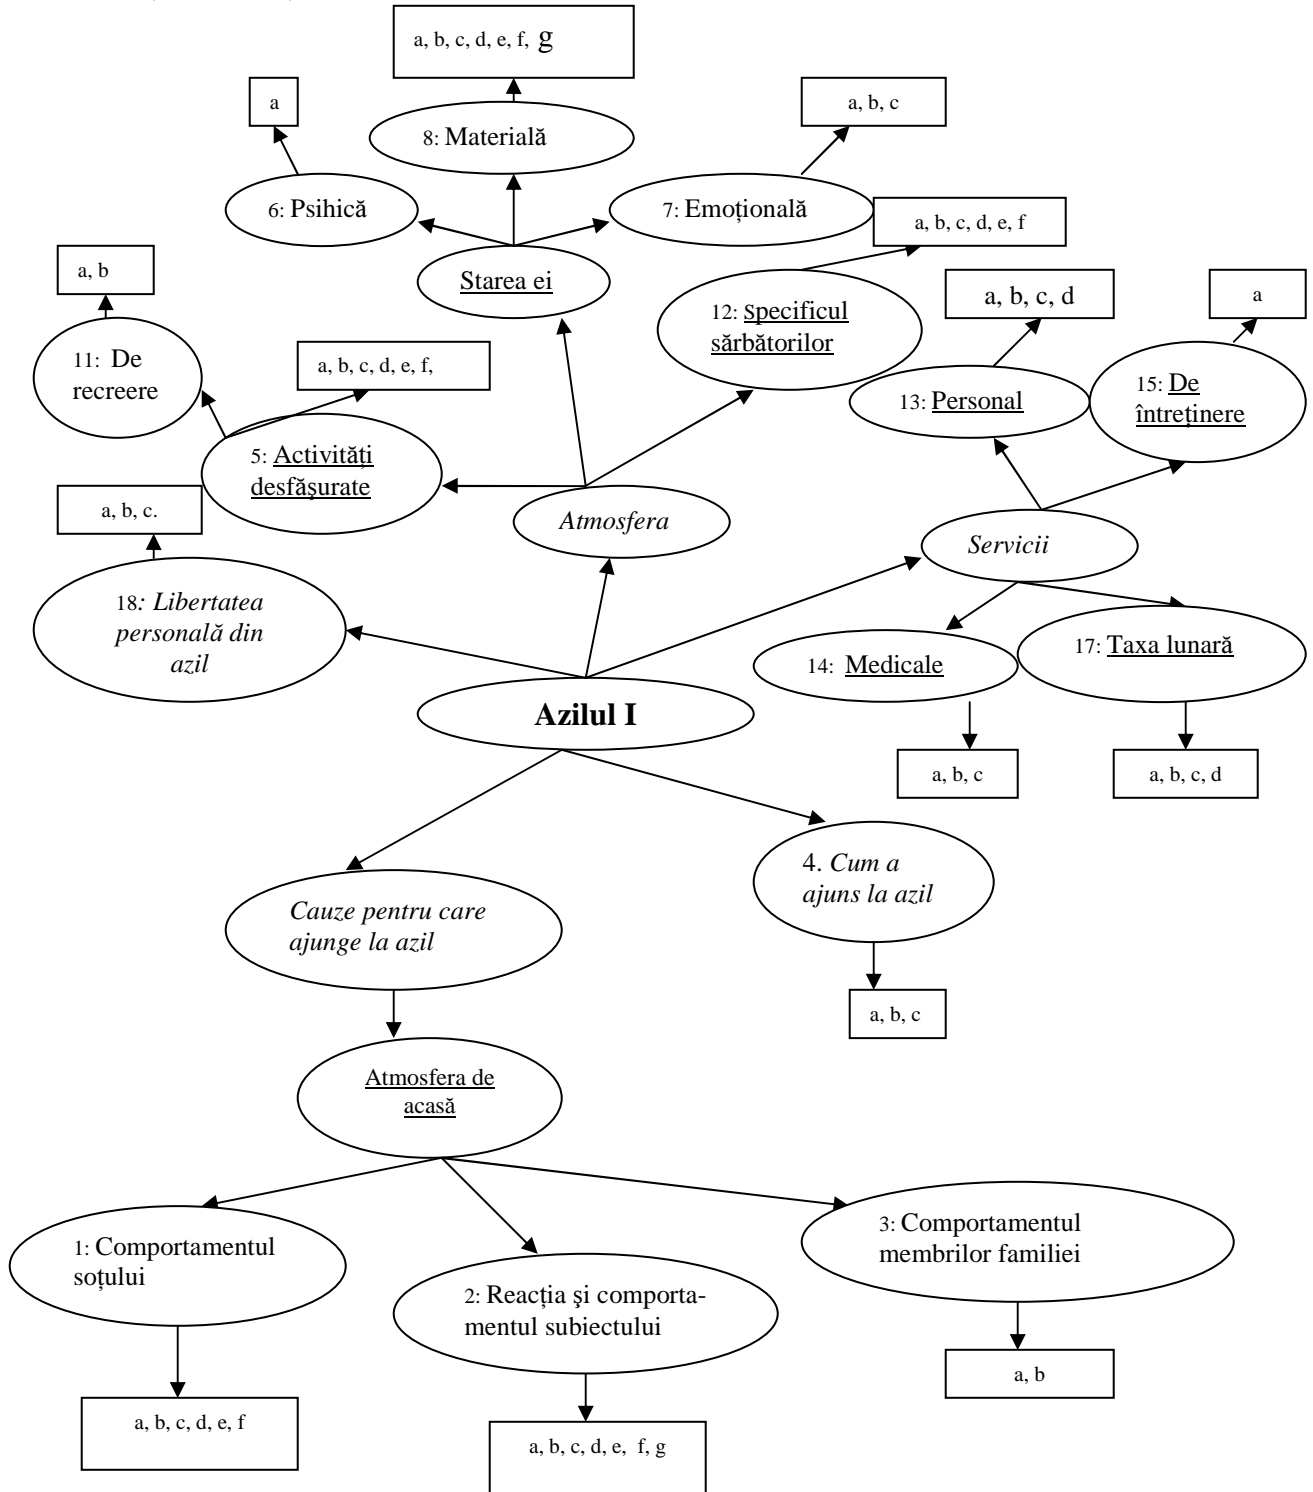 a, b, c, d, e, f, g
a
a, b, c
8: Materială
6: Psihică
7: Emoțională
a, b, c, d, e, f
a, b
Starea ei
a, b, c, d
a
12: Specificul
sărbătorilor
11: De
recreere
a, b, c, d, e, f,
15: De
întreținere
13: Personal
5: Activități
desfăşurate
a, b, c.
Atmosfera
Servicii
18: Libertatea
personală din
azil
14: Medicale
17: Taxa lunară
Azilul I
a, b, c
a, b, c, d
4. Cum a
ajuns la azil
Cauze pentru care
ajunge la azil
a, b, c
Atmosfera de
acasă
1: Comportamentul
soțului
2: Reacția şi comporta-
mentul subiectului
3: Comportamentul
membrilor familiei
a, b
a, b, c, d, e, f
a, b, c, d, e, f, g